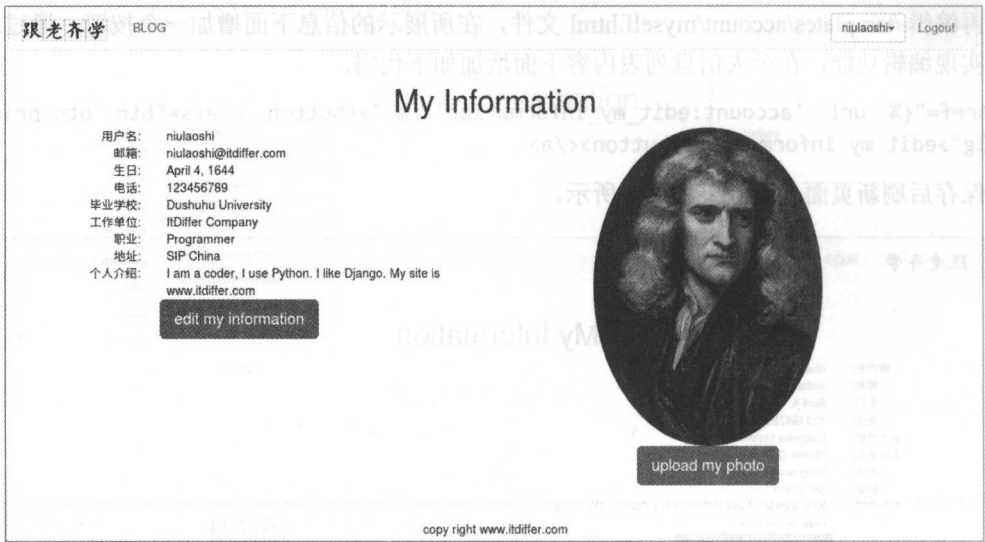 跟老齐学 BLOG niulaoshi Logout
My Information
用户名: niulaoshi
邮箱: niulaoshi@itdiffer.com
生日: April 4, 1644
电话: 123456789
毕业学校: Dushuhu University
工作单位: ItDiffer Company
职业: Programmer
地址: SIP China
个人介绍: I am a coder, I use Python. I like Django. My site is
www.itdiffer.com
edit my information
upload my photo
copy right www.itdiffer.com